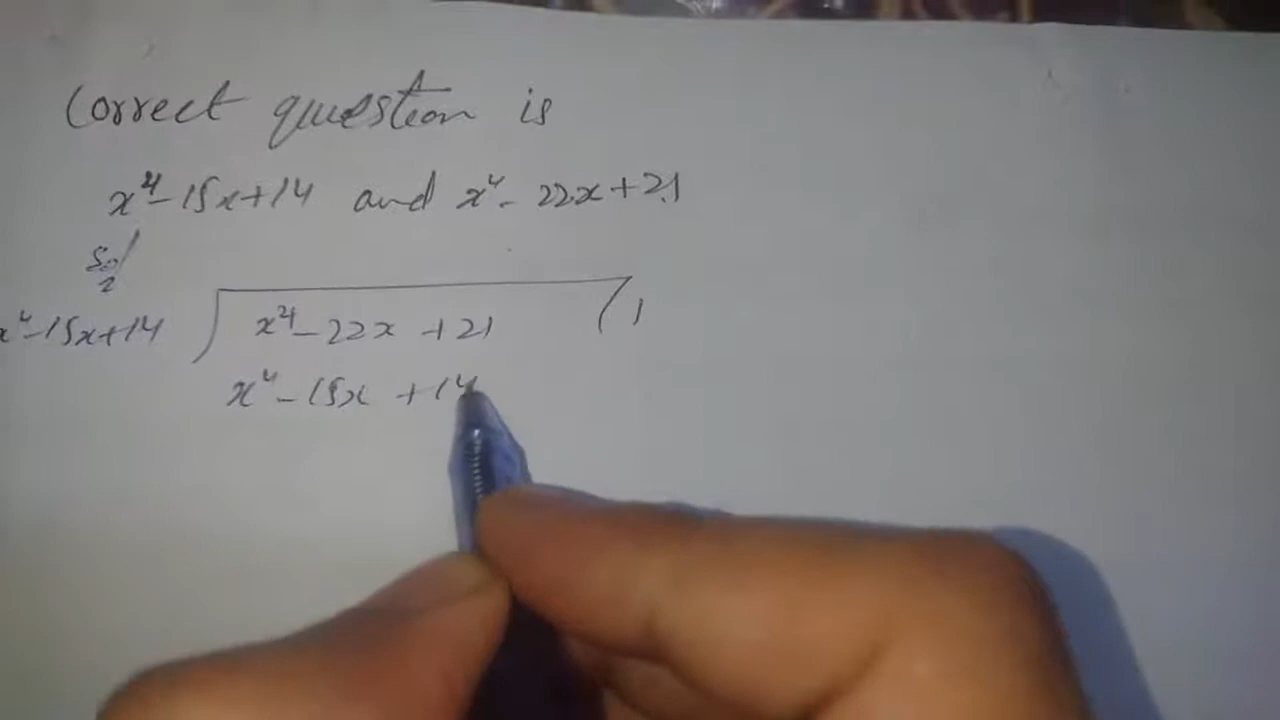 Correct question is
x⁴-15x+14 and x⁴-22x+21
Sol
x⁴-15x+14 ) x⁴-22x+21 ( 1
x⁴-15x+14